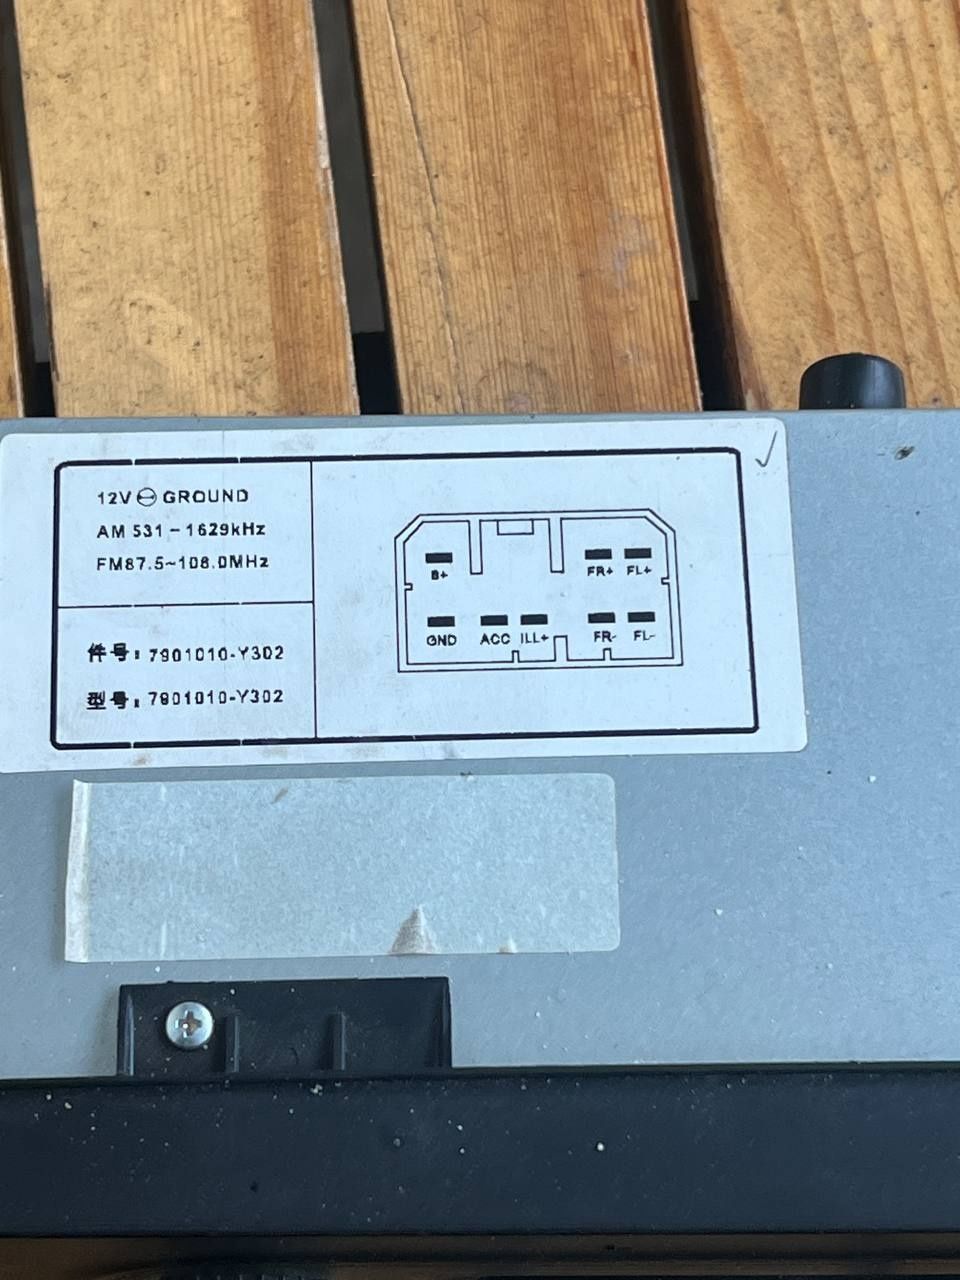 12V ⊖ GROUND
AM 531~1629kHz
FM87.5~108.0MHz
件号: 7901010-Y302
型号: 7901010-Y302
B+ FR+ FL+
GND ACC ILL+ FR- FL-